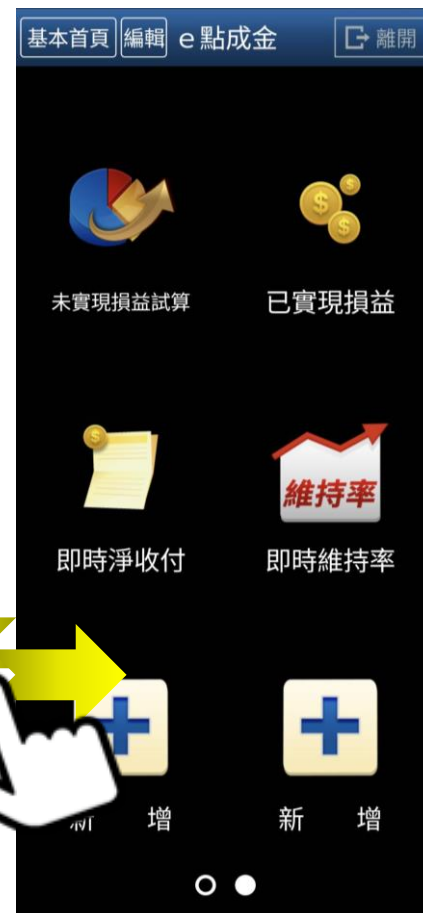 基本首頁 編輯 e點成金 離開
未實現損益試算 已實現損益
$
維持率
即時淨收付 即時維持率
新 增 新 增